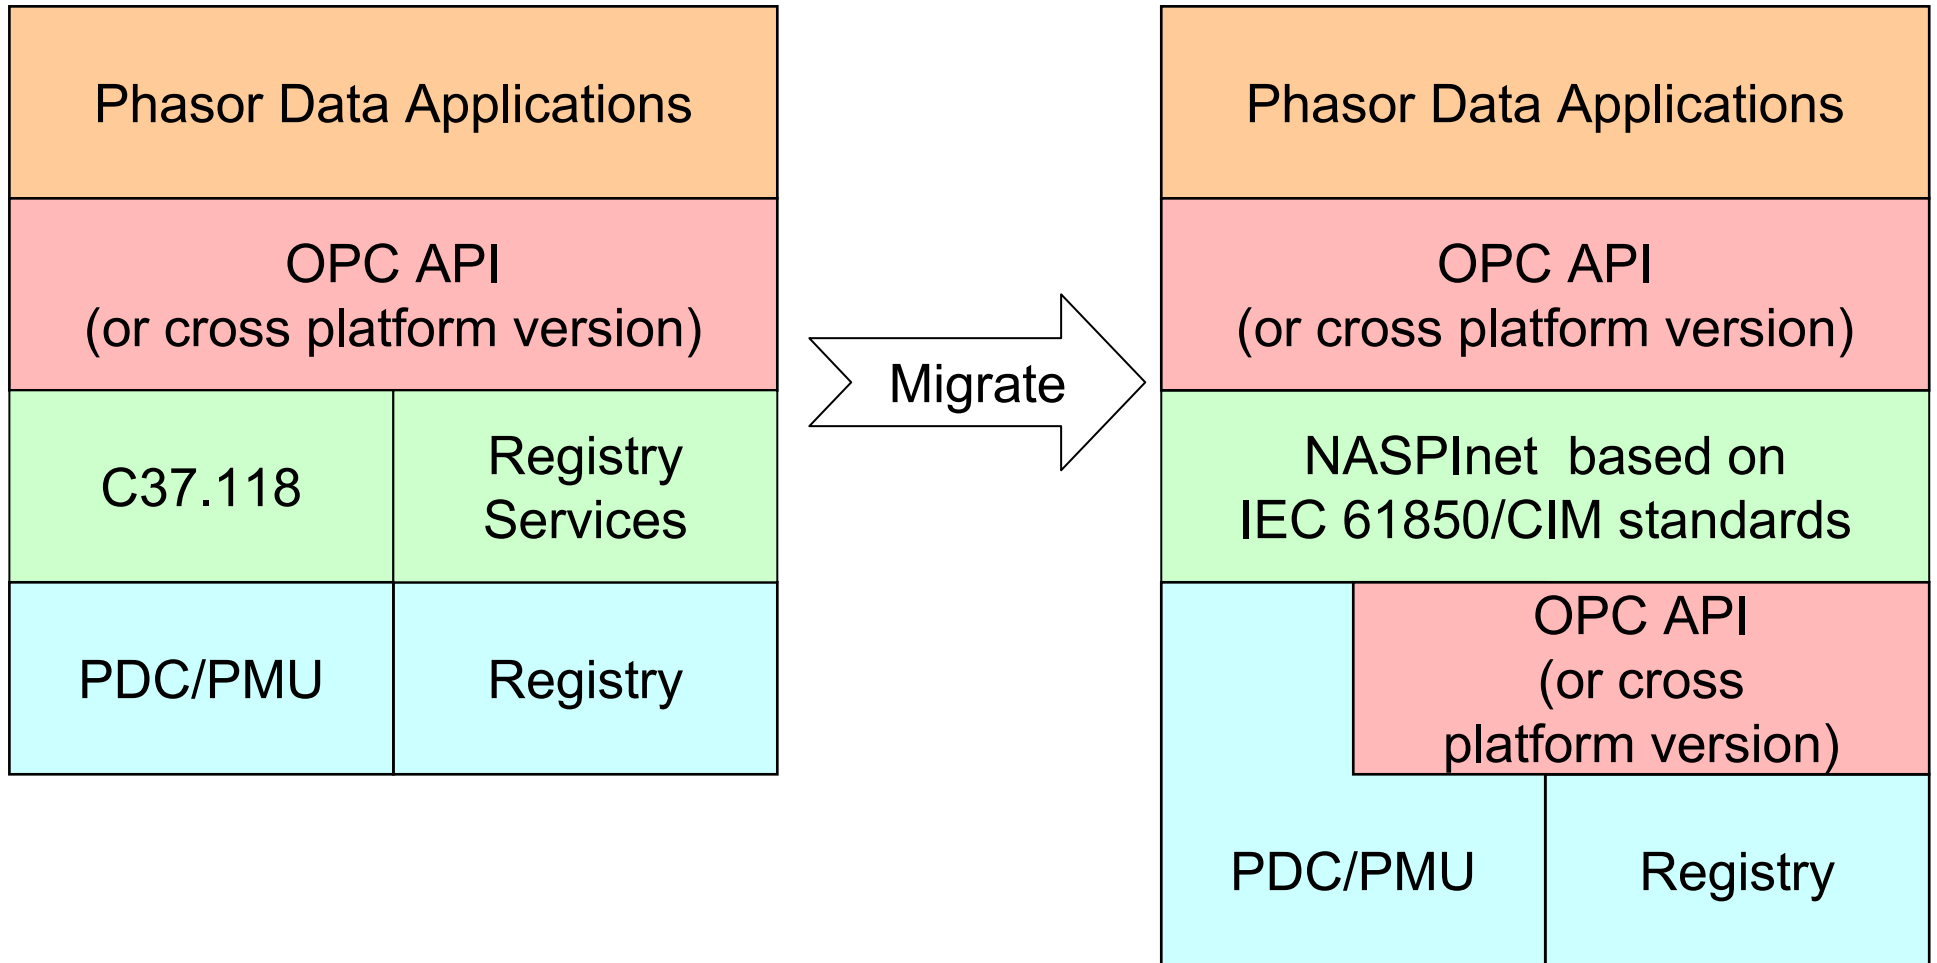 Phasor Data Applications
OPC API
(or cross platform version)
C37.118
Registry
Services
PDC/PMU
Registry
Migrate
Phasor Data Applications
OPC API
(or cross platform version)
NASPInet based on
IEC 61850/CIM standards
OPC API
(or cross
platform version)
PDC/PMU
Registry